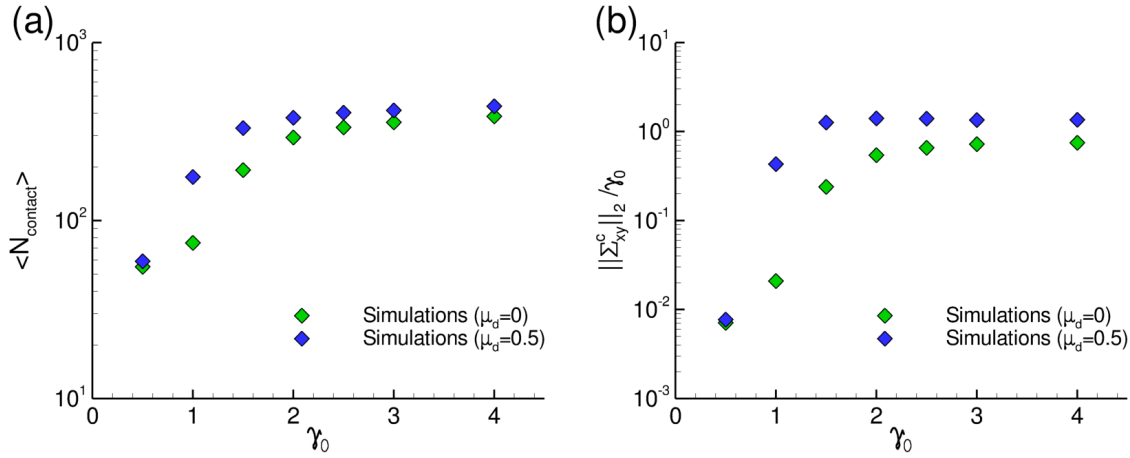 (a)
10³
10²
10¹
<N_contact>
0 1 2 3 4
γ₀
Simulations (μ_d=0)
Simulations (μ_d=0.5)
(b)
10¹
10⁰
10⁻¹
10⁻²
10⁻³
||Σ^c_xy||₂/γ₀
0 1 2 3 4
γ₀
Simulations (μ_d=0)
Simulations (μ_d=0.5)